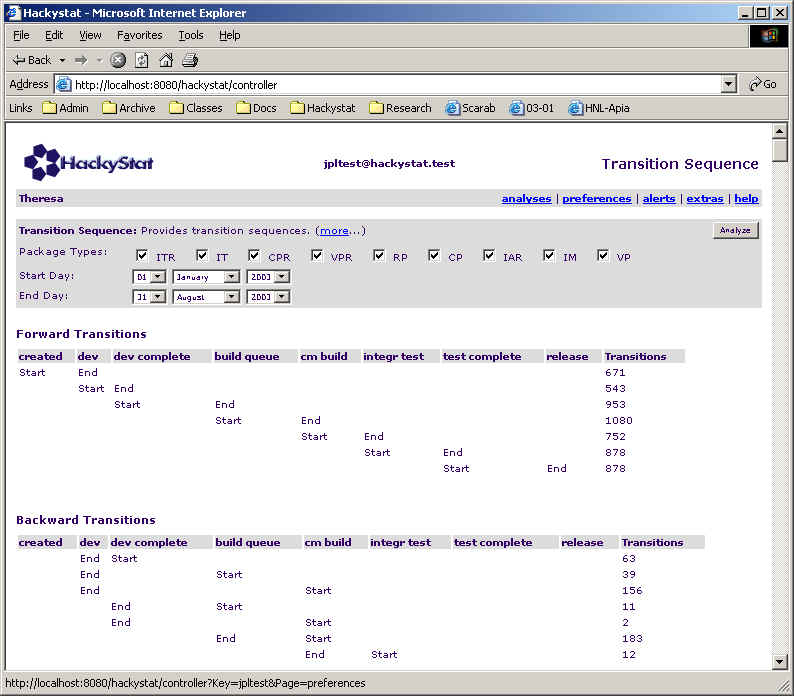 Hackystat - Microsoft Internet Explorer
File Edit View Favorites Tools Help
Back
Address http://localhost:8080/hackystat/controller Go
Links Admin Archive Classes Docs Hackystat Research Scarab 03-01 HNL-Apia
HackyStat jpltest@hackystat.test Transition Sequence
Theresa analyses | preferences | alerts | extras | help
Transition Sequence: Provides transition sequences. (more...) Analyze
Package Types: ITR IT CPR VPR RP CP IAR IM VP
Start Day: 01 January 2003
End Day: 31 August 2003
Forward Transitions
created dev dev complete build queue cm build integr test test complete release Transitions
Start End 671
Start End 543
Start End 953
Start End 1080
Start End 752
Start End 878
Start End 878
Backward Transitions
created dev dev complete build queue cm build integr test test complete release Transitions
End Start 63
End Start 39
End Start 156
End Start 11
End Start 2
End Start 183
End Start 12
http://localhost:8080/hackystat/controller?Key=jpltest&Page=preferences